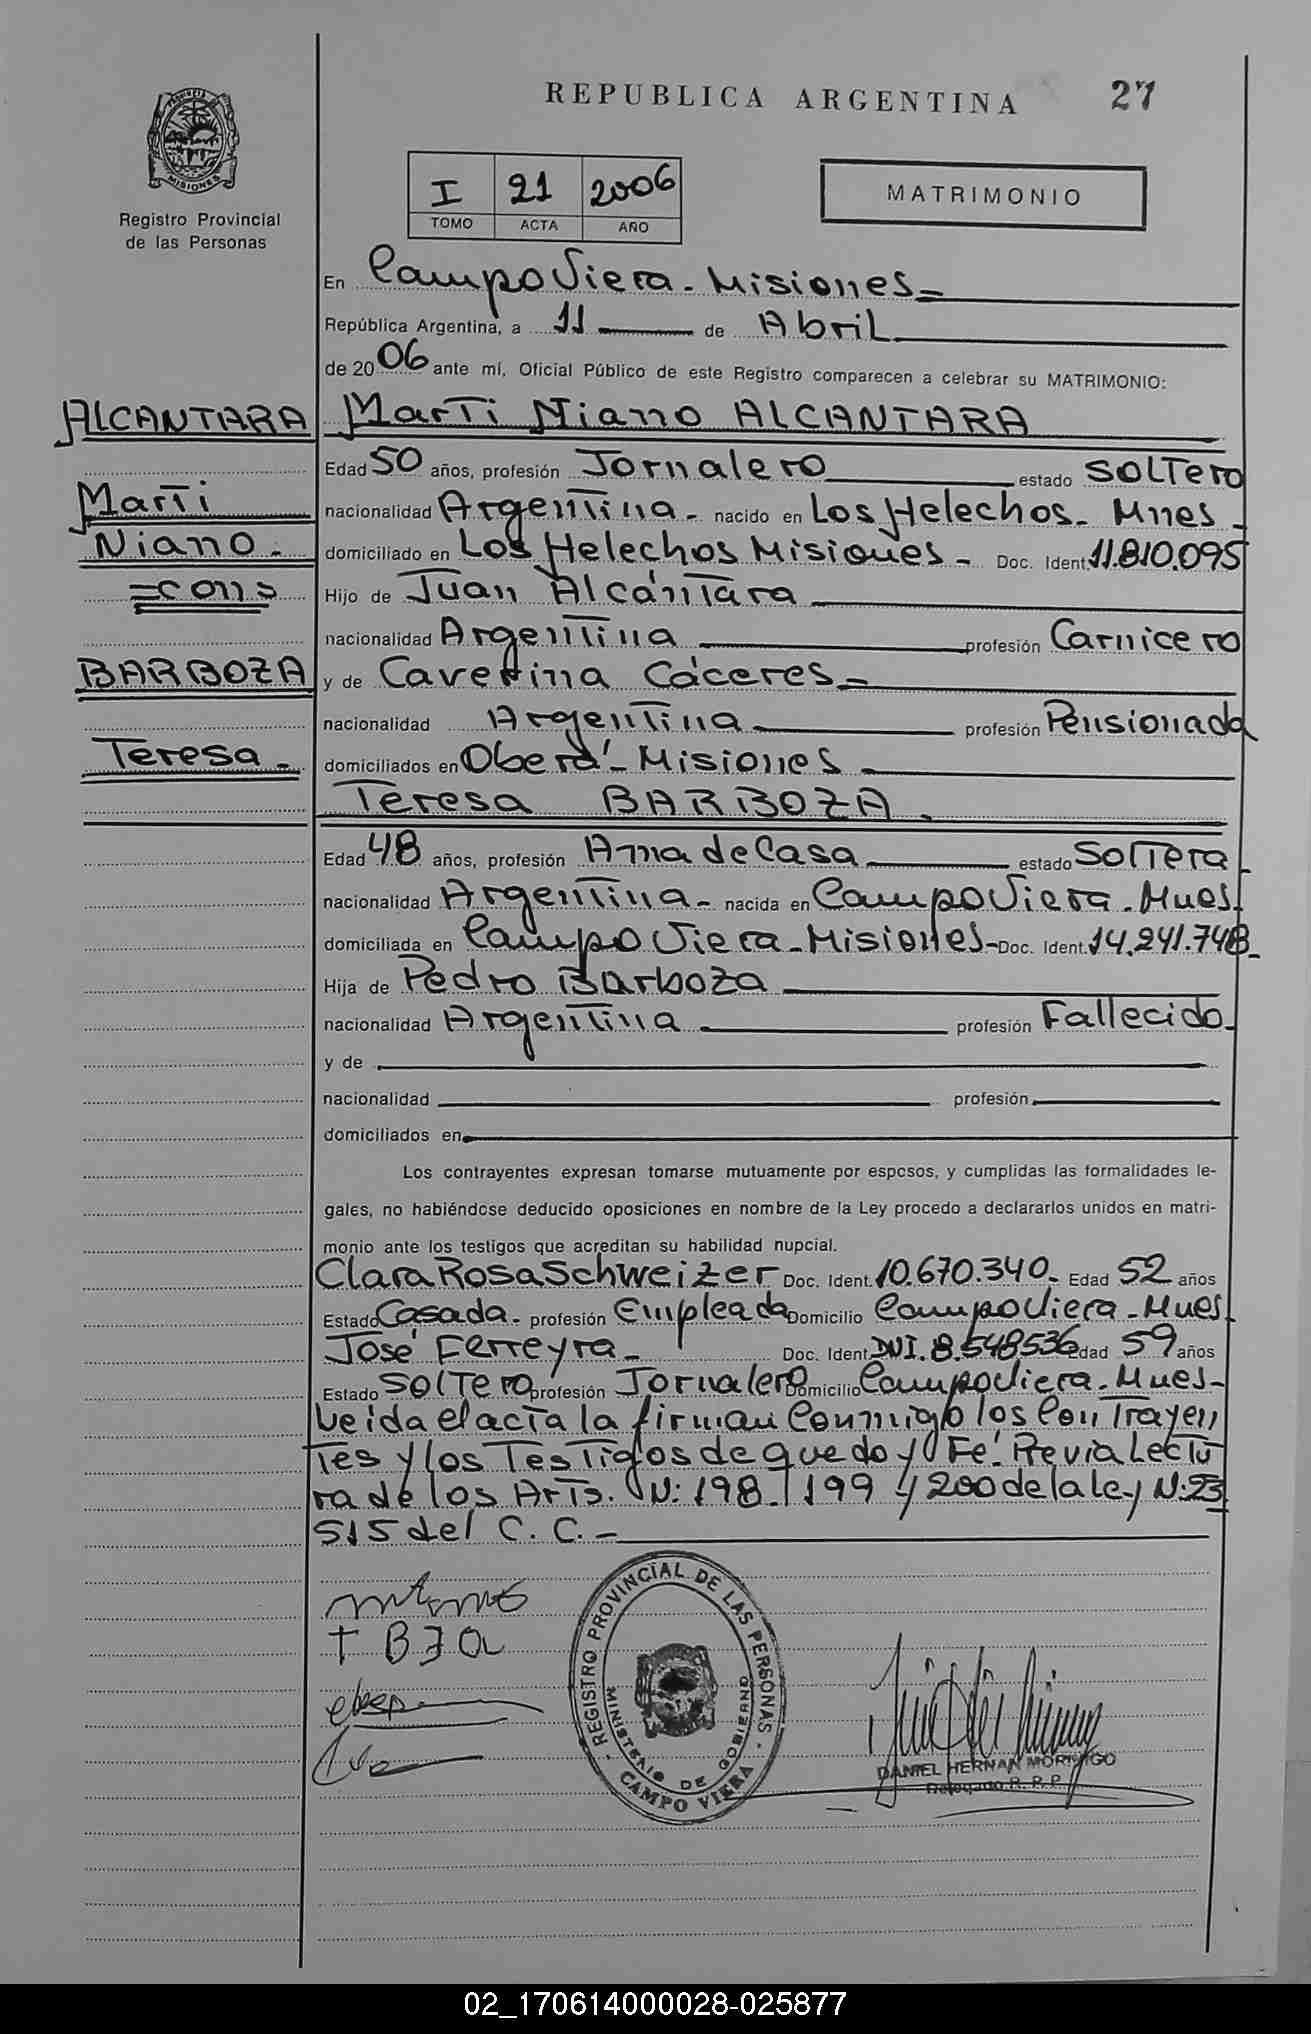 REPUBLICA ARGENTINA 27
Registro Provincial
de las Personas
I 21 2006
TOMO ACTA AÑO
MATRIMONIO
En Campo Viera - Misiones -
República Argentina, a 11 de Abril
de 2006 ante mí, Oficial Público de este Registro comparecen a celebrar su MATRIMONIO:
ALCANTARA
Marti
Niano.
=con=
BARBOZA
Teresa.
Marti Niano ALCANTARA
Edad 50 años, profesión Jornalero estado SOLTERO
nacionalidad Argentina - nacido en Los Helechos - Mnes -
domiciliado en Los Helechos Misiones - Doc. Ident. 11.810.095
Hijo de Juan Alcántara
nacionalidad Argentina profesión Carnicero
y de Caverina Cáceres -
nacionalidad Argentina profesión Pensionada
domiciliados en Oberá - Misiones
Teresa BARBOZA.
Edad 48 años, profesión Ama de Casa estado Soltera -
nacionalidad Argentina - nacida en Campo Viera - Mnes.
domiciliada en Campo Viera - Misiones - Doc. Ident. 14.241.748 -
Hija de Pedro Barboza
nacionalidad Argentina profesión Fallecido -
y de
nacionalidad profesión
domiciliados en
Los contrayentes expresan tomarse mutuamente por esposos, y cumplidas las formalidades le-
gales, no habiéndose deducido oposiciones en nombre de la Ley procedo a declararlos unidos en matri-
monio ante los testigos que acreditan su habilidad nupcial.
Clara Rosa Schweizer Doc. Ident. 10.670.340 - Edad 52 años
Estado Casada - profesión Empleada Domicilio Campo Viera - Mnes.
José Ferreyra - Doc. Ident. DNI. 8.548536 Edad 59 años
Estado Soltero profesión Jornalero Domicilio Campo Viera - Mnes -
Leida el acta la firman Conmigo los Contrayen
tes y los Testigos de que doy Fé. Previa Lectu
ra de los Arts. N: 198 - 199 y 200 de la Ley N: 23
515 del C. C. -
REGISTRO PROVINCIAL DE LAS PERSONAS
MINISTERIO DE GOBIERNO
CAMPO VIERA
DANIEL HERNAN MORINIGO
Delegado R. P. P.
02_170614000028-025877